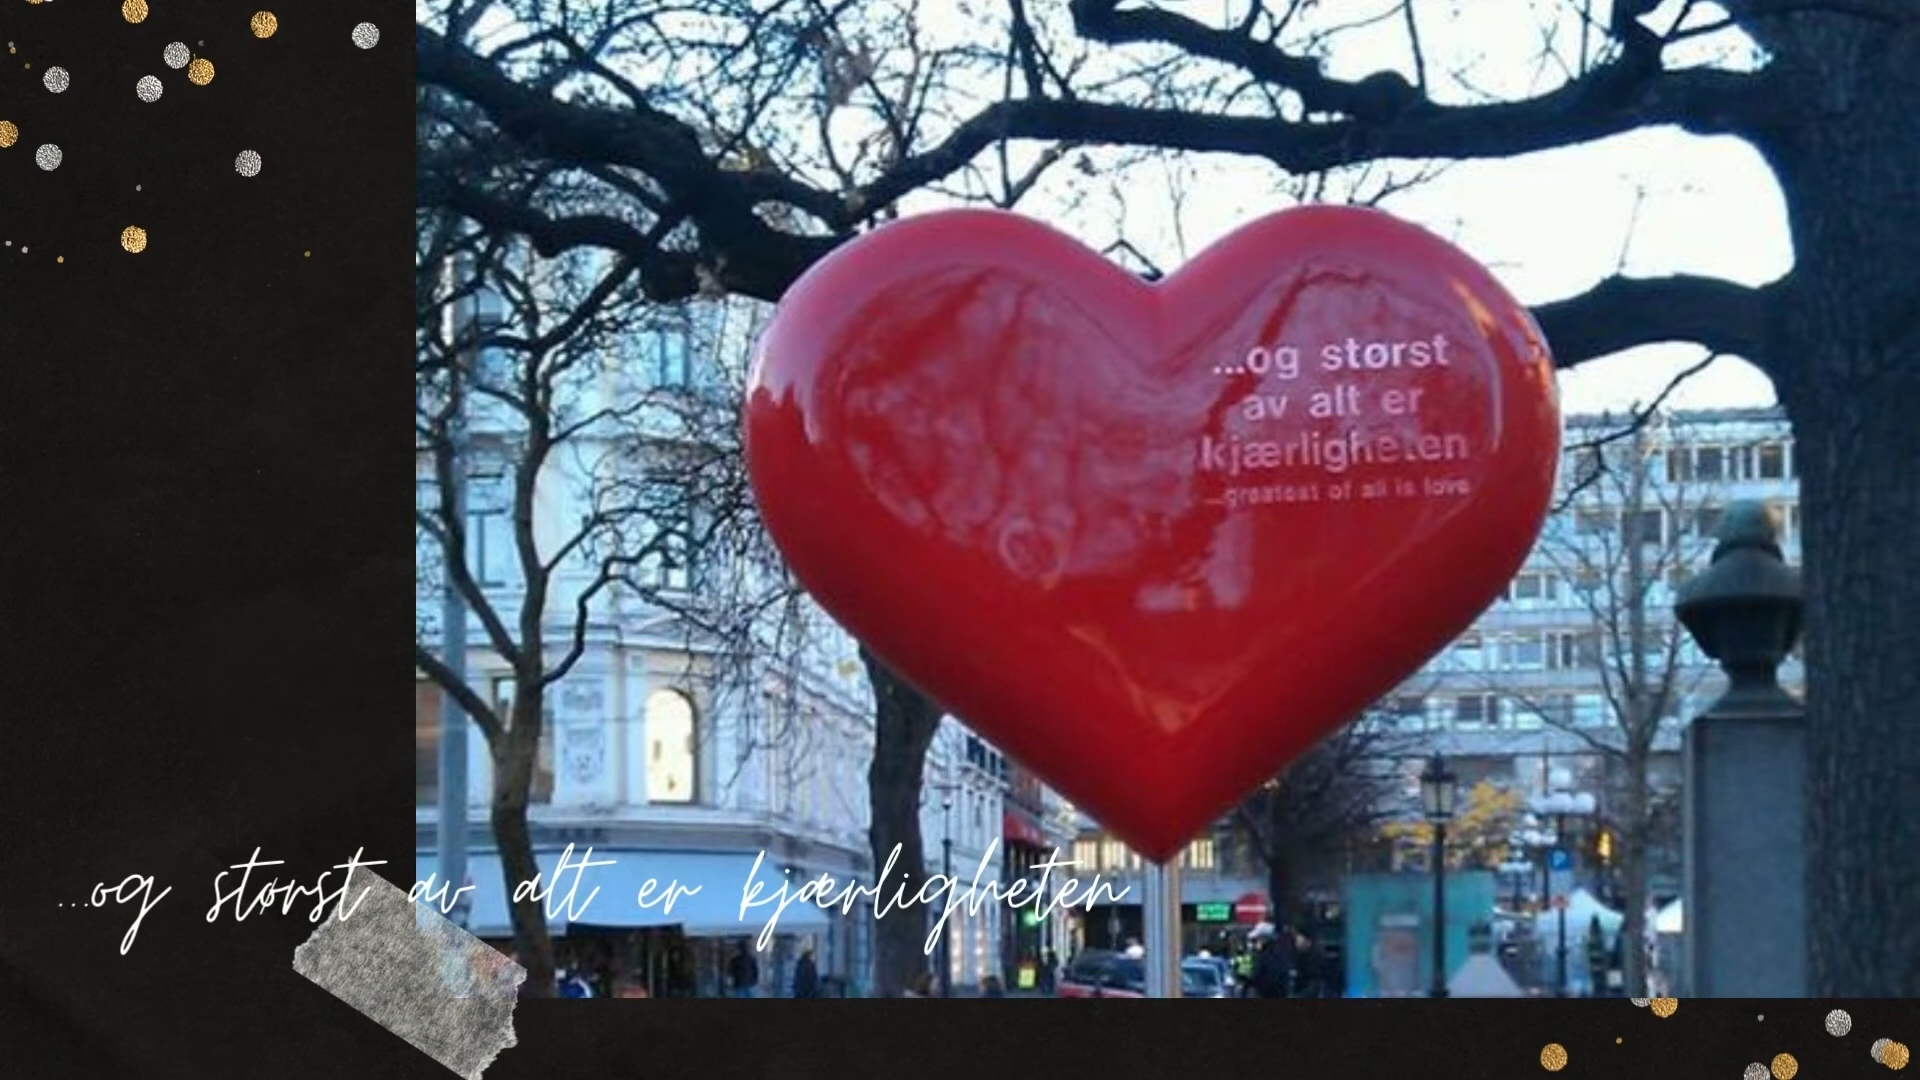 ...og størst
av alt er
kjærligheten
...greatest of all is love
...og størst av alt er kjærligheten